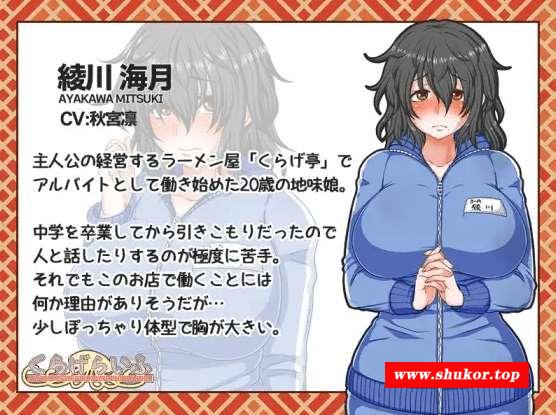 綾川 海月
AYAKAWA MITSUKI
CV:秋宮凛
主人公の経営するラーメン屋「くらげ亭」で
アルバイトとして働き始めた20歳の地味娘。
中学を卒業してから引きこもりだったので
人と話したりするのが極度に苦手。
それでもこのお店で働くことには
何か理由がありそうだが…
少しぽっちゃり体型で胸が大きい。
綾川
くらげらいふ
www.shukor.top